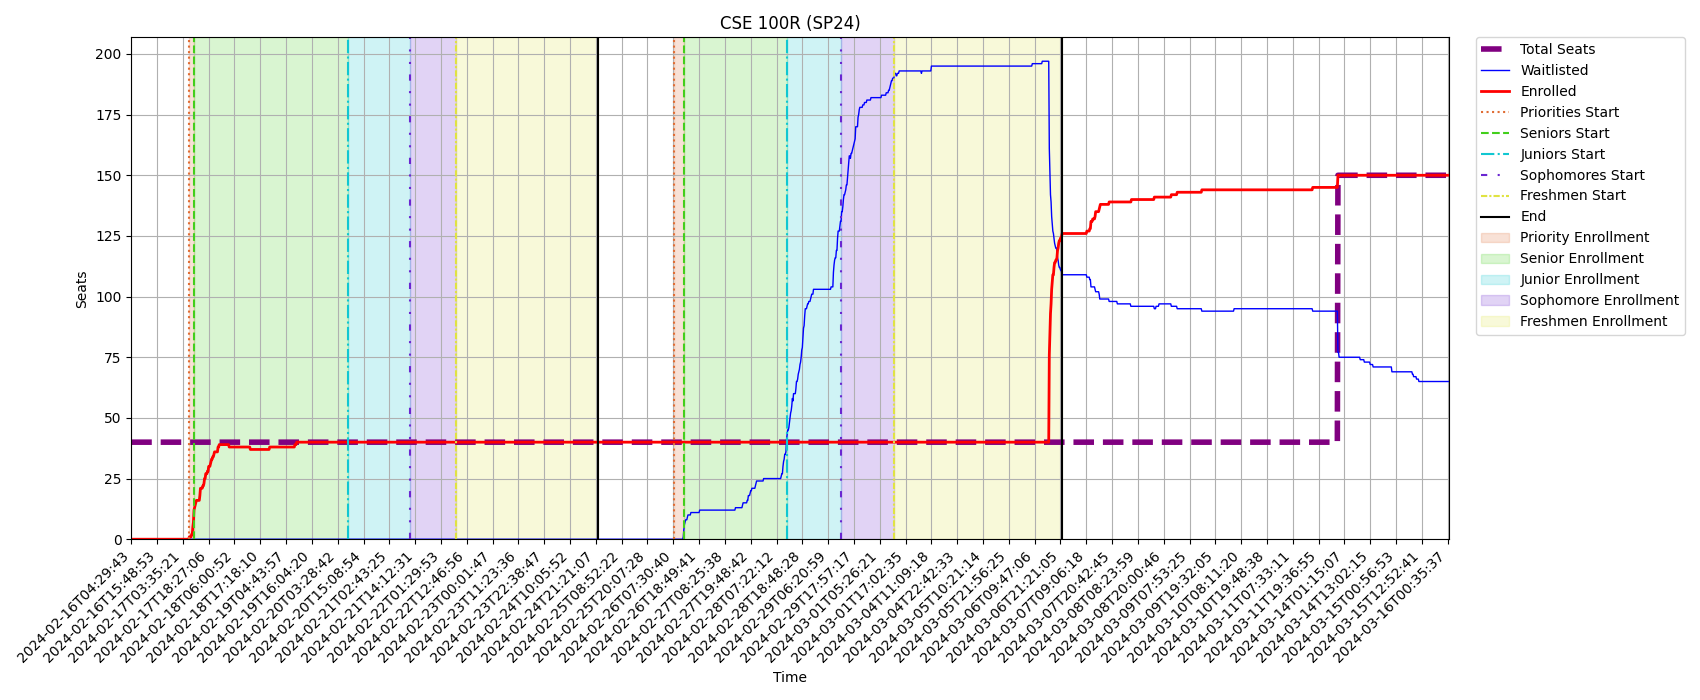 CSE 100R (SP24)
Seats
200
175
150
125
100
75
50
25
0
2024-02-16T04:29:43
2024-02-16T15:48:53
2024-02-17T03:35:21
2024-02-17T18:27:06
2024-02-18T06:00:52
2024-02-18T17:18:10
2024-02-19T04:43:57
2024-02-19T16:04:20
2024-02-20T03:28:42
2024-02-20T15:08:54
2024-02-21T02:43:25
2024-02-21T14:12:31
2024-02-22T01:29:53
2024-02-22T12:46:56
2024-02-23T00:01:47
2024-02-23T11:23:36
2024-02-23T22:38:47
2024-02-24T10:05:52
2024-02-24T21:21:07
2024-02-25T08:52:22
2024-02-25T20:07:28
2024-02-26T07:30:40
2024-02-26T18:49:41
2024-02-27T08:25:38
2024-02-27T19:48:42
2024-02-28T07:22:12
2024-02-28T18:48:28
2024-02-29T06:20:59
2024-02-29T17:57:17
2024-03-01T05:26:21
2024-03-01T17:02:35
2024-03-04T11:09:18
2024-03-04T22:42:33
2024-03-05T10:21:14
2024-03-05T21:56:25
2024-03-06T09:47:06
2024-03-06T21:21:05
2024-03-07T09:06:18
2024-03-07T20:42:45
2024-03-08T08:23:59
2024-03-08T20:00:46
2024-03-09T07:53:25
2024-03-09T19:32:05
2024-03-10T08:11:20
2024-03-10T19:48:38
2024-03-11T07:33:11
2024-03-11T19:36:55
2024-03-14T01:15:07
2024-03-14T13:02:15
2024-03-15T00:56:53
2024-03-15T12:52:41
2024-03-16T00:35:37
Time
Total Seats
Waitlisted
Enrolled
Priorities Start
Seniors Start
Juniors Start
Sophomores Start
Freshmen Start
End
Priority Enrollment
Senior Enrollment
Junior Enrollment
Sophomore Enrollment
Freshmen Enrollment